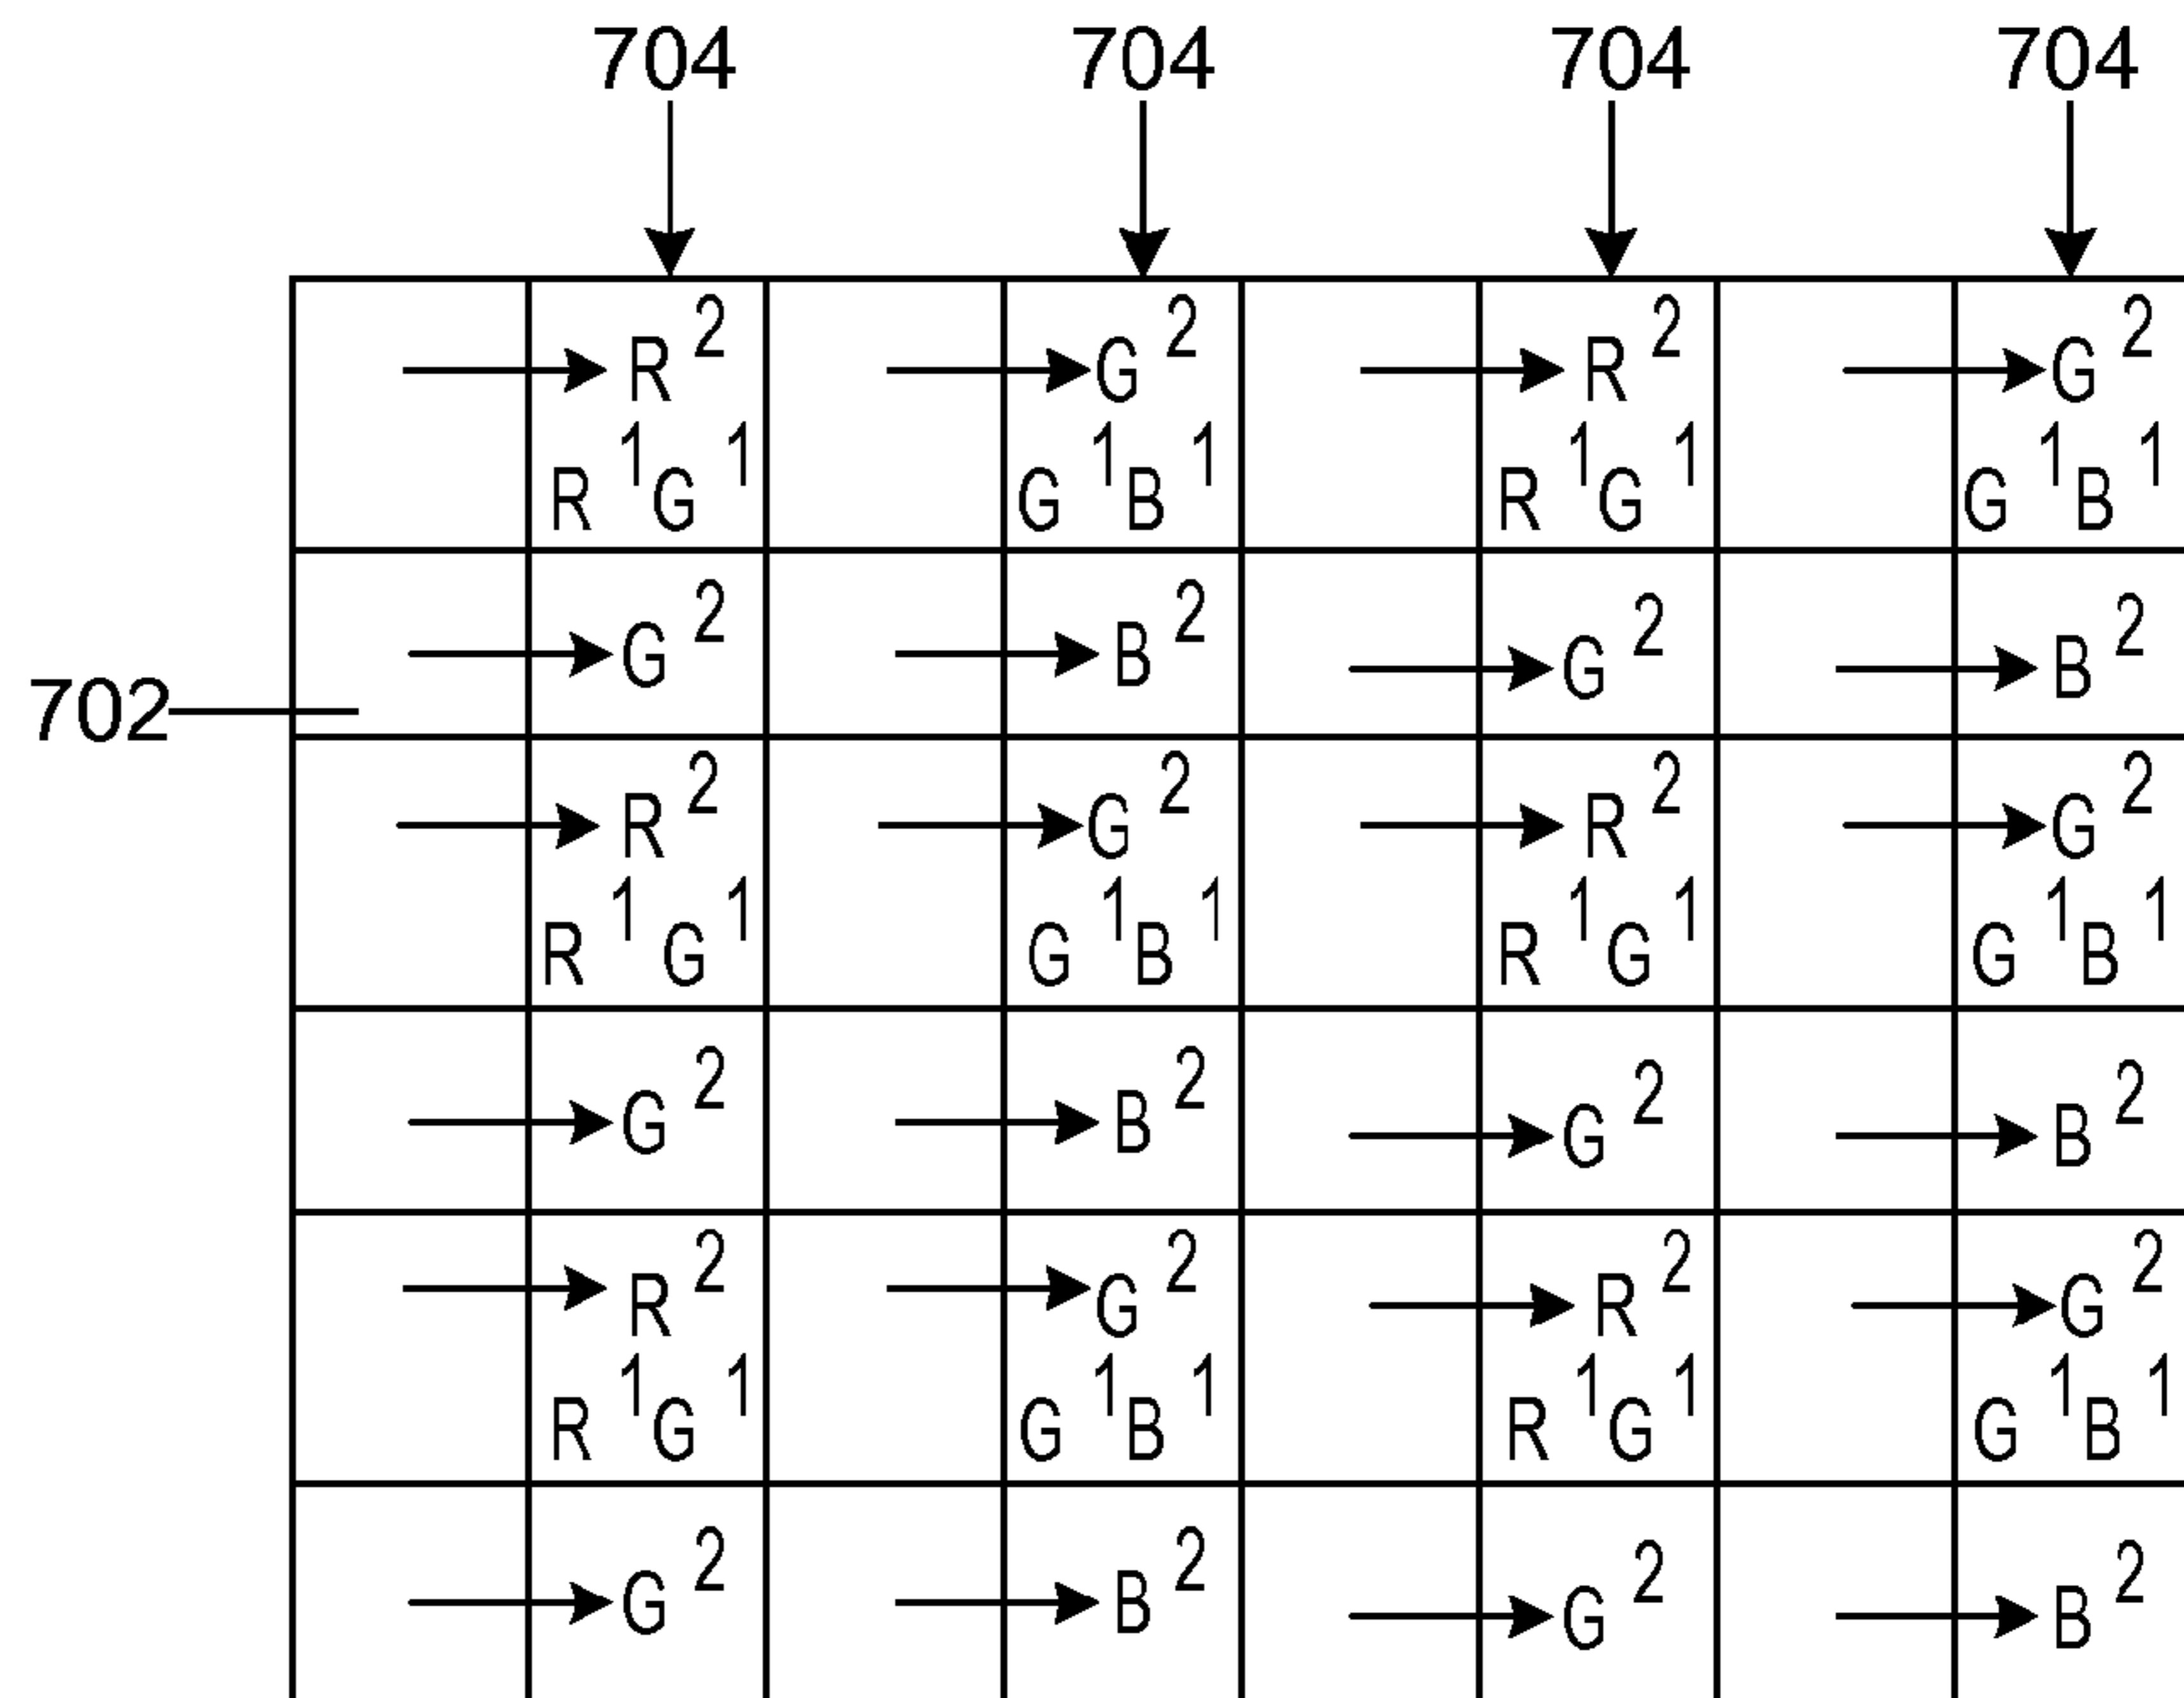 704 704 704 704
R² G² R² G²
R¹G¹ G¹B¹ R¹G¹ G¹B¹
G² B² G² B²
702
R² G² R² G²
R¹G¹ G¹B¹ R¹G¹ G¹B¹
G² B² G² B²
R² G² R² G²
R¹G¹ G¹B¹ R¹G¹ G¹B¹
G² B² G² B²